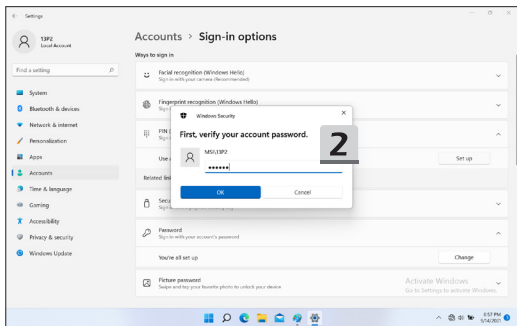 Settings
13P2
Local Account
Find a setting
System
Bluetooth & devices
Network & internet
Personalization
Apps
Accounts
Time & language
Gaming
Accessibility
Privacy & security
Windows Update
Accounts > Sign-in options
Ways to sign in
Facial recognition (Windows Hello)
Sign in with your camera (Recommended)
Fingerprint recognition (Windows Hello)
PIN
Set up
Related
Windows Security
First, verify your account password.
MSI\13P2
••••••
OK
Cancel
2
Password
Sign in with your account's password
You're all set up
Change
Picture password
Swipe and tap your favorite photo to unlock your device
Activate Windows
Go to Settings to activate Windows.
6:57 PM